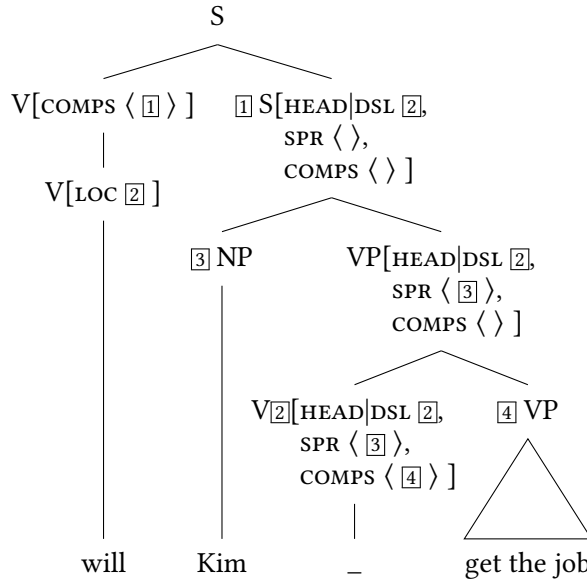 S
V[COMPS ⟨ 1 ⟩ ] 1 S[HEAD|DSL 2,
SPR ⟨ ⟩,
COMPS ⟨ ⟩ ]
V[LOC 2 ]
3 NP VP[HEAD|DSL 2,
SPR ⟨ 3 ⟩,
COMPS ⟨ ⟩ ]
V2[HEAD|DSL 2, 4 VP
SPR ⟨ 3 ⟩,
COMPS ⟨ 4 ⟩ ]
will Kim _ get the job